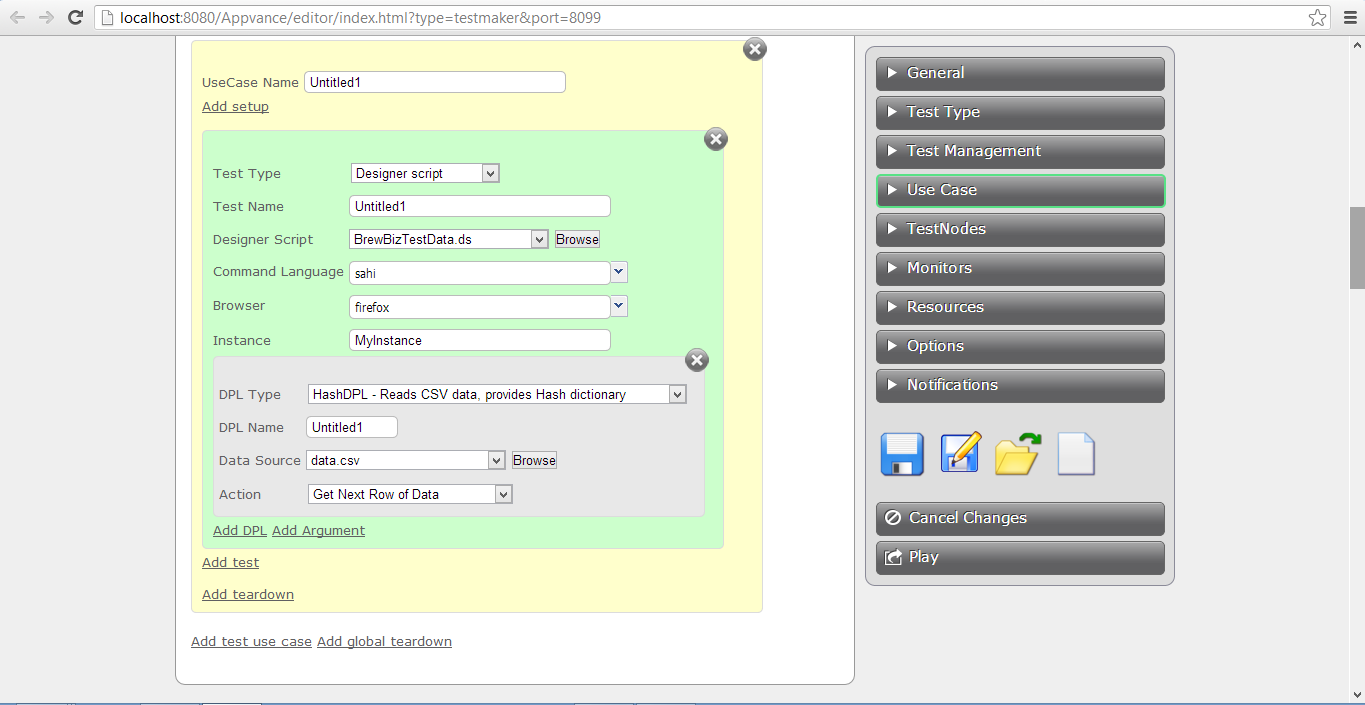 localhost:8080/Appvance/editor/index.html?type=testmaker&port=8099
UseCase Name Untitled1
Add setup
Test Type Designer script
Test Name Untitled1
Designer Script BrewBizTestData.ds Browse
Command Language sahi
Browser firefox
Instance MyInstance
DPL Type HashDPL - Reads CSV data, provides Hash dictionary
DPL Name Untitled1
Data Source data.csv Browse
Action Get Next Row of Data
Add DPL Add Argument
Add test
Add teardown
Add test use case Add global teardown
General
Test Type
Test Management
Use Case
TestNodes
Monitors
Resources
Options
Notifications
Cancel Changes
Play